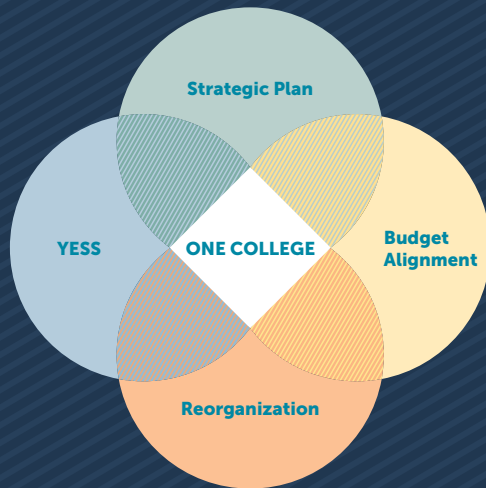 Strategic Plan
YESS
ONE COLLEGE
Budget
Alignment
Reorganization